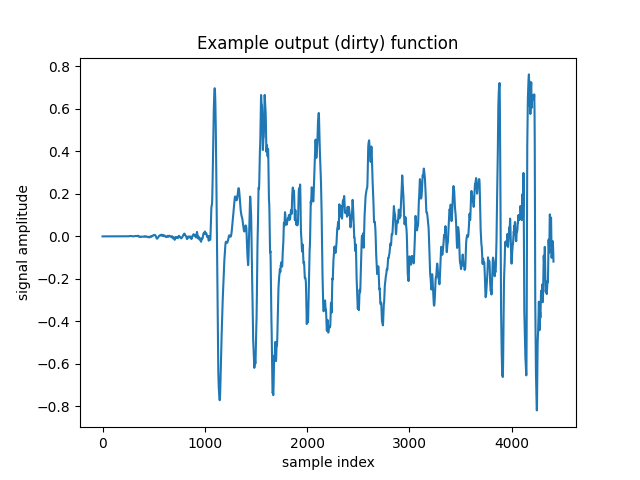 Example output (dirty) function
signal amplitude
0.8
0.6
0.4
0.2
0.0
−0.2
−0.4
−0.6
−0.8
0 1000 2000 3000 4000
sample index